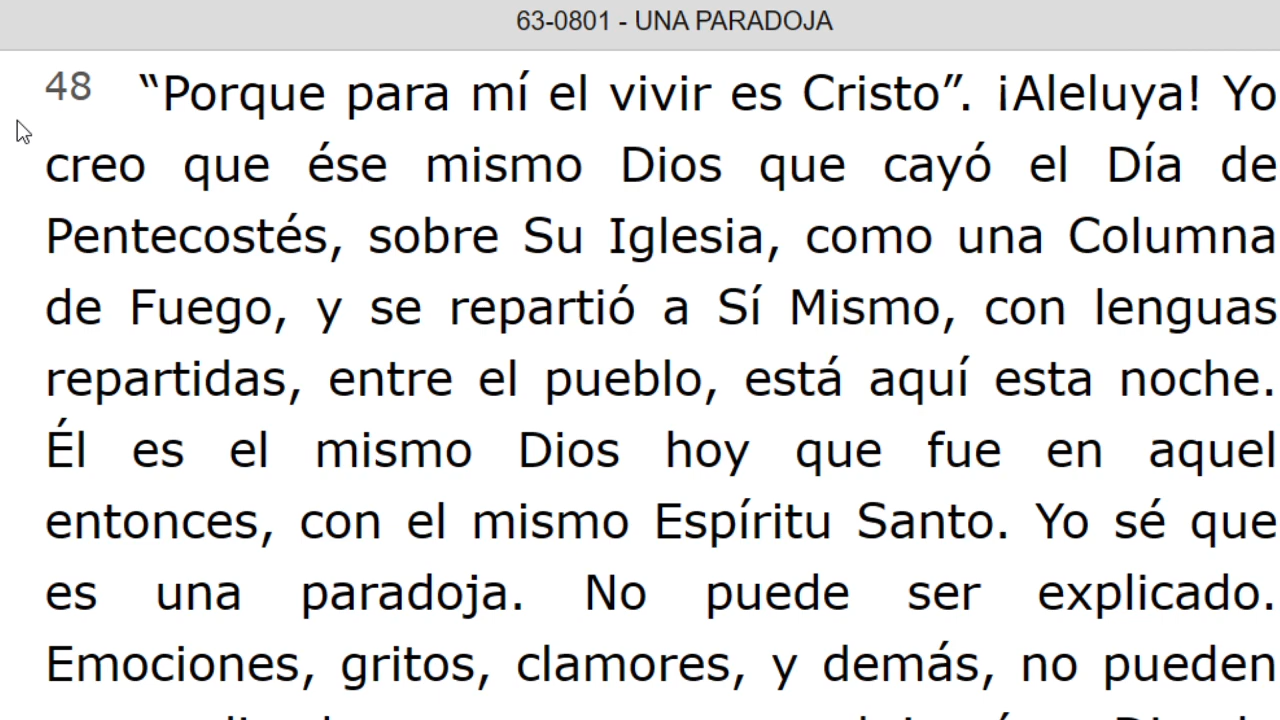 63-0801 - UNA PARADOJA
48 “Porque para mí el vivir es Cristo”. ¡Aleluya! Yo
creo que ése mismo Dios que cayó el Día de
Pentecostés, sobre Su Iglesia, como una Columna
de Fuego, y se repartió a Sí Mismo, con lenguas
repartidas, entre el pueblo, está aquí esta noche.
Él es el mismo Dios hoy que fue en aquel
entonces, con el mismo Espíritu Santo. Yo sé que
es una paradoja. No puede ser explicado.
Emociones, gritos, clamores, y demás, no pueden